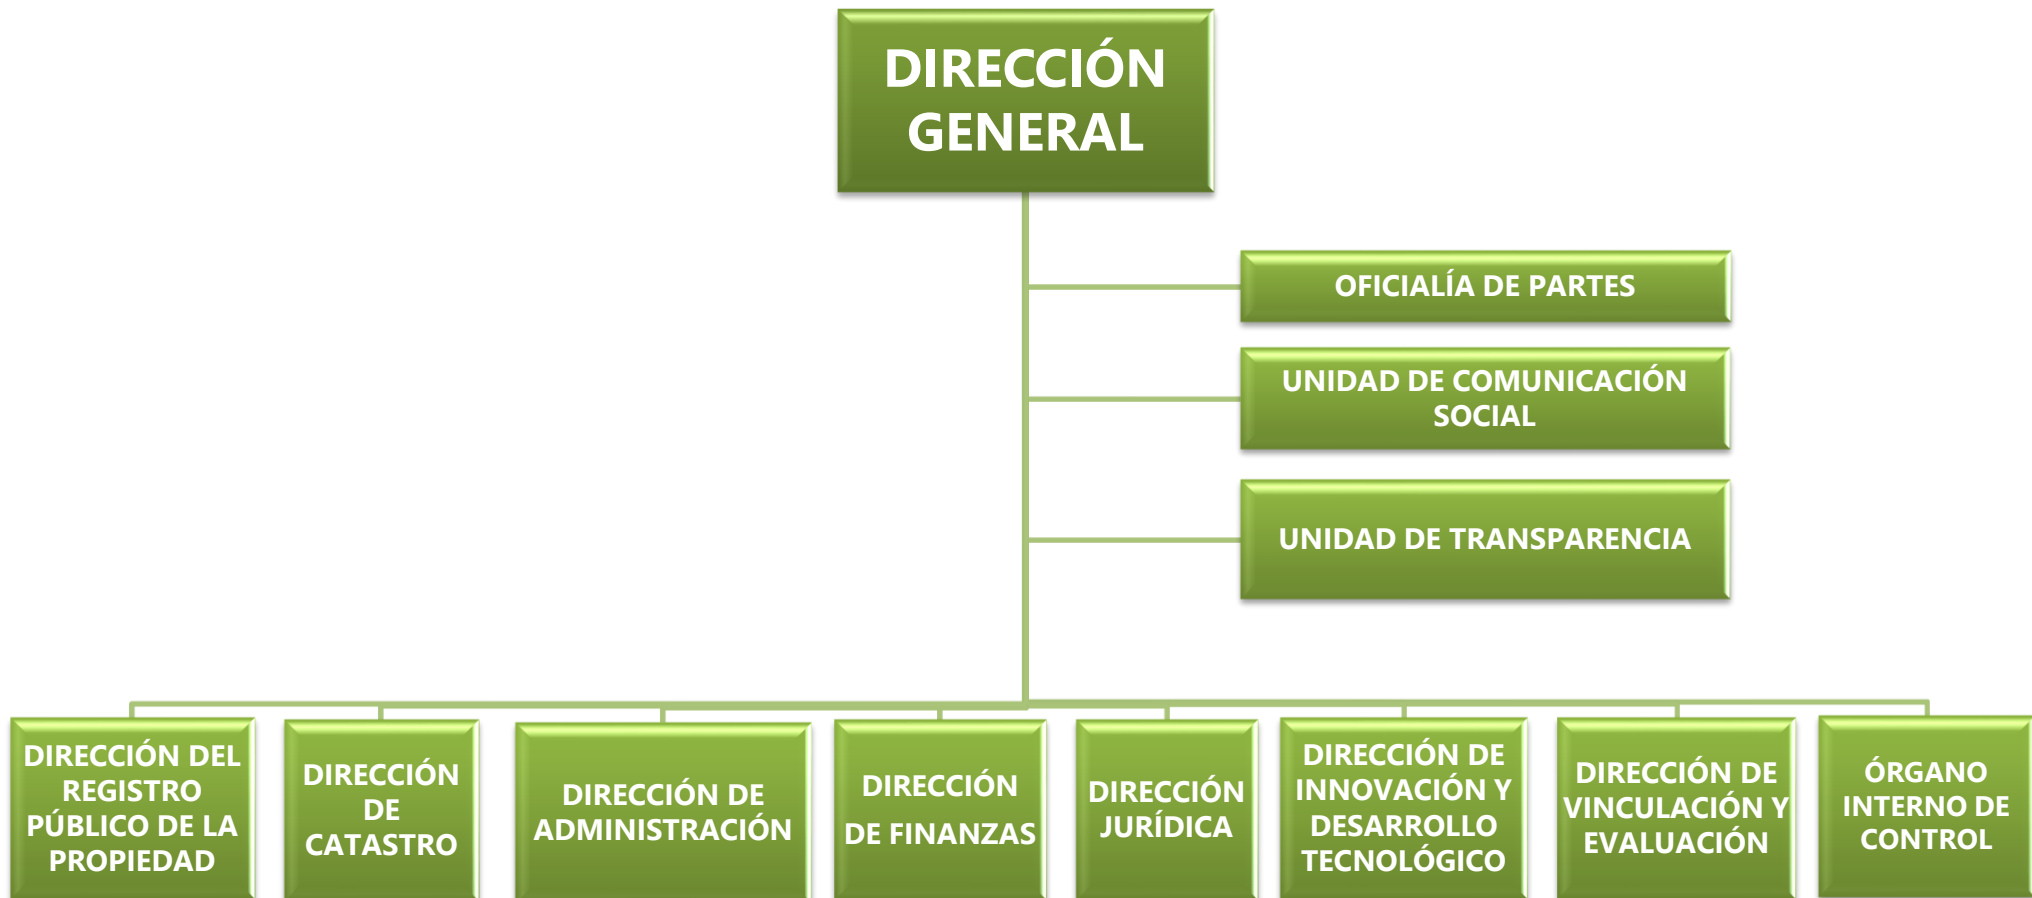 DIRECCIÓN
GENERAL
OFICIALÍA DE PARTES
UNIDAD DE COMUNICACIÓN
SOCIAL
UNIDAD DE TRANSPARENCIA
DIRECCIÓN DEL
REGISTRO
PÚBLICO DE LA
PROPIEDAD
DIRECCIÓN
DE
CATASTRO
DIRECCIÓN DE
ADMINISTRACIÓN
DIRECCIÓN
DE FINANZAS
DIRECCIÓN
JURÍDICA
DIRECCIÓN DE
INNOVACIÓN Y
DESARROLLO
TECNOLÓGICO
DIRECCIÓN DE
VINCULACIÓN Y
EVALUACIÓN
ÓRGANO
INTERNO DE
CONTROL